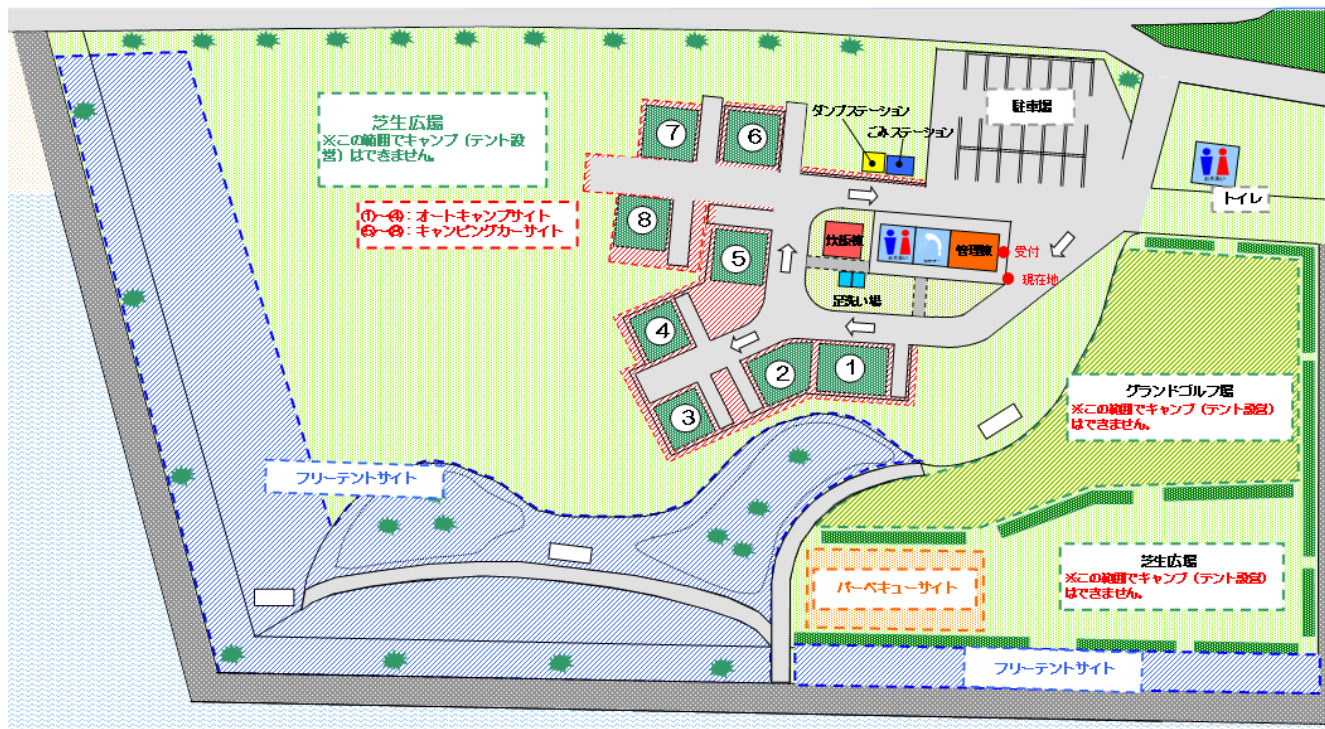 芝生広場
※この範囲でキャンプ（テント設
営）はできません。
①～④：オートキャンプサイト
⑤～⑧：キャンピングカーサイト
⑦
⑥
⑧
⑤
④
③
②
①
ダンプステーション
ごみステーション
駐車場
お手洗い
トイレ
炊飯棟
お手洗い
管理棟
受付
現在地
足洗い場
グランドゴルフ場
※この範囲でキャンプ（テント設営）
はできません。
フリーテントサイト
バーベキューサイト
芝生広場
※この範囲でキャンプ（テント設営）
はできません。
フリーテントサイト